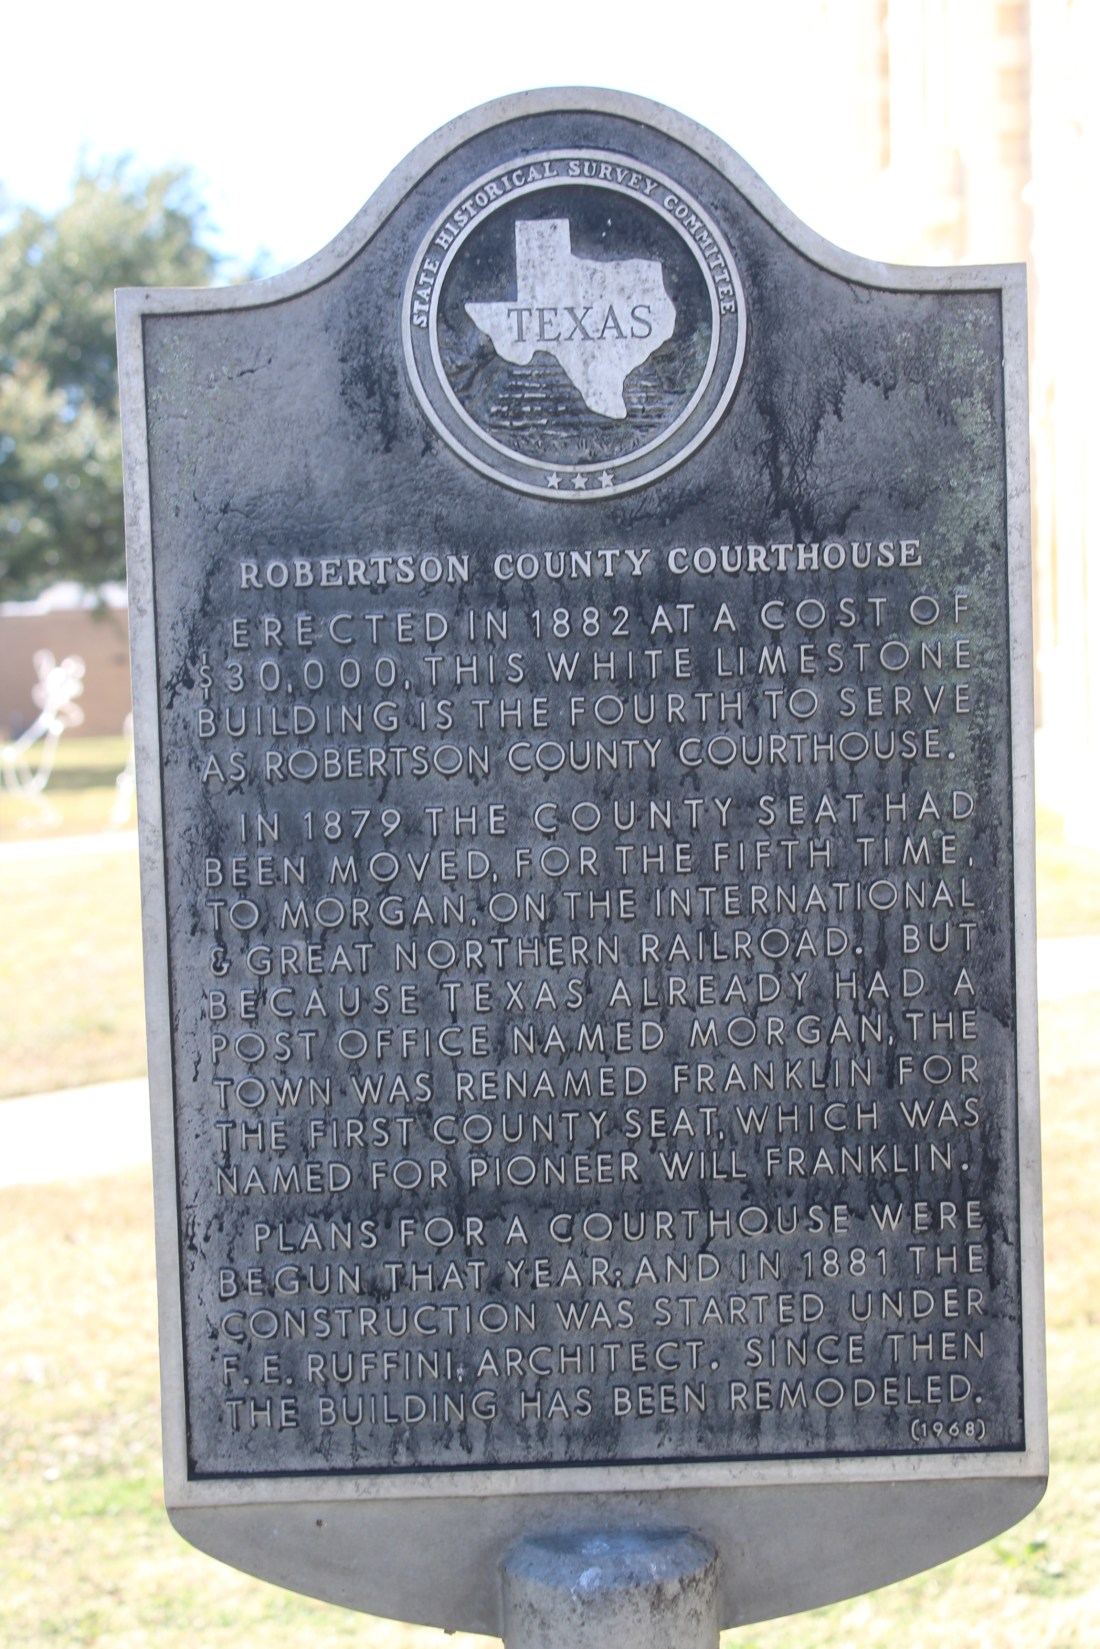 STATE HISTORICAL SURVEY COMMITTEE
TEXAS
ROBERTSON COUNTY COURTHOUSE
ERECTED IN 1882 AT A COST OF
$30,000, THIS WHITE LIMESTONE
BUILDING IS THE FOURTH TO SERVE
AS ROBERTSON COUNTY COURTHOUSE.
IN 1879 THE COUNTY SEAT HAD
BEEN MOVED, FOR THE FIFTH TIME,
TO MORGAN, ON THE INTERNATIONAL
& GREAT NORTHERN RAILROAD. BUT
BECAUSE TEXAS ALREADY HAD A
POST OFFICE NAMED MORGAN, THE
TOWN WAS RENAMED FRANKLIN FOR
THE FIRST COUNTY SEAT, WHICH WAS
NAMED FOR PIONEER WILL FRANKLIN.
PLANS FOR A COURTHOUSE WERE
BEGUN THAT YEAR; AND IN 1881 THE
CONSTRUCTION WAS STARTED UNDER
F. E. RUFFINI, ARCHITECT. SINCE THEN
THE BUILDING HAS BEEN REMODELED.
(1968)